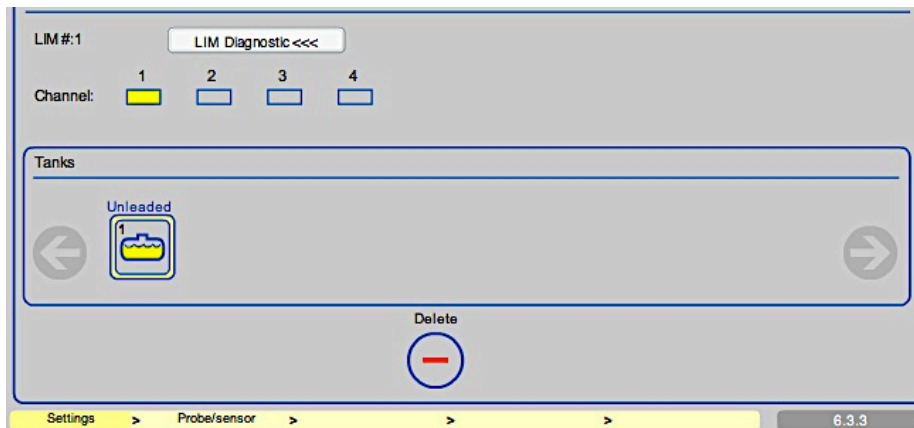 LIM #:1 LIM Diagnostic <<<
1 2 3 4
Channel:
Tanks
Unleaded
1
Delete
Settings > Probe/sensor > > > 6.3.3